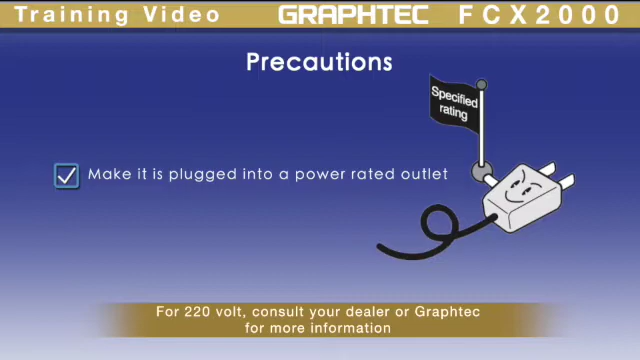 Training Video GRAPHTEC FCX2000
Precautions
Specified
rating
Make it is plugged into a power rated outlet
For 220 volt, consult your dealer or Graphtec
for more information